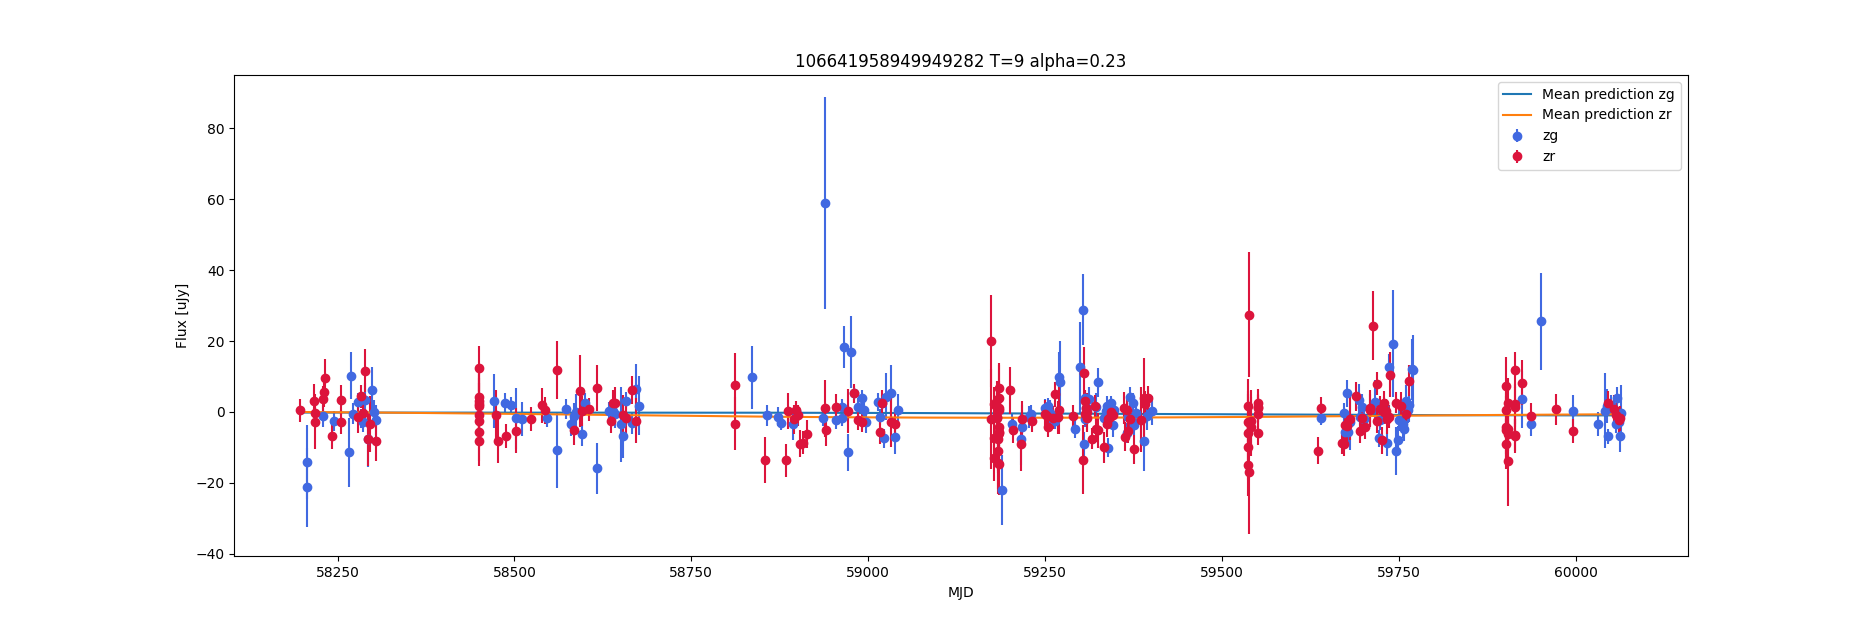 106641958949949282 T=9 alpha=0.23
Mean prediction zg
Mean prediction zr
zg
zr
80
60
40
20
0
−20
−40
Flux [uJy]
58250
58500
58750
59000
59250
59500
59750
60000
MJD